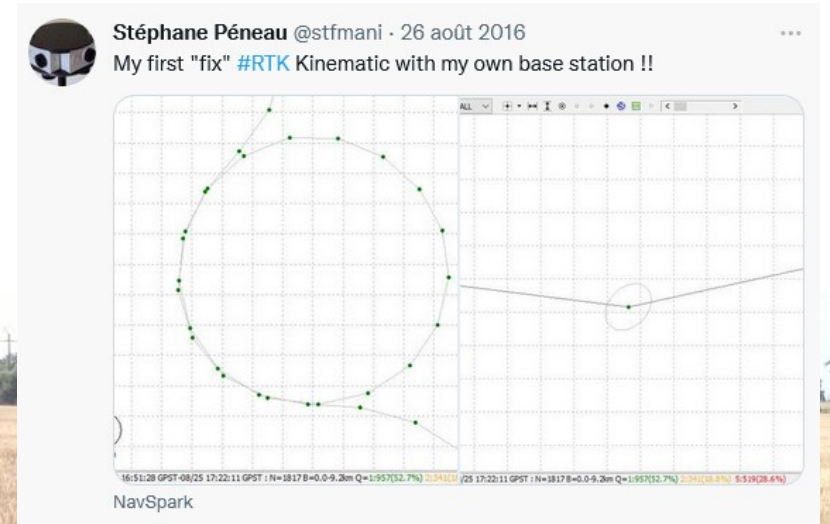 Stéphane Péneau @stfmani · 26 août 2016
My first "fix" #RTK Kinematic with my own base station !!
ALL
16:51:28 GPST-08/25 17:22:11 GPST : N=1817 B=0.0-9.2km Q=1:957(52.7%)
/25 17:22:11 GPST : N=1817 B=0.0-9.2km Q=1:957(52.7%) 2:341(18.8%) 5:519(28.6%)
NavSpark